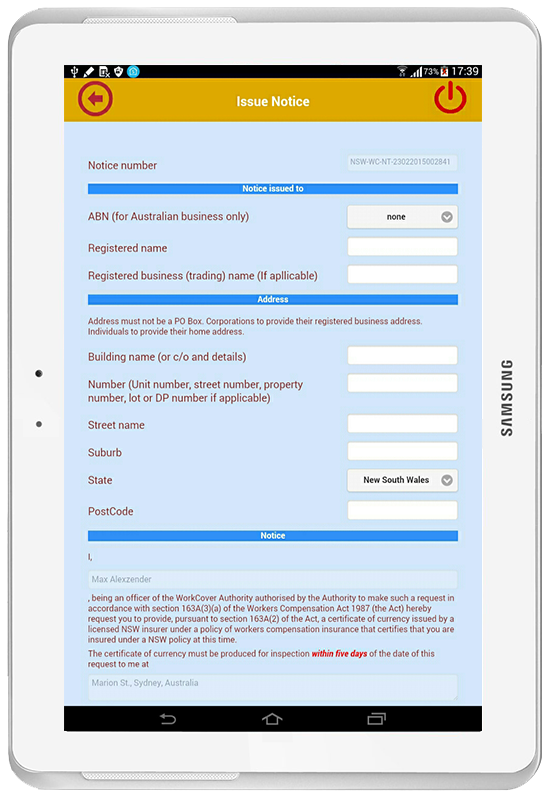 73% 17:39
Issue Notice
Notice number
NSW-WC-NT-23022015002841
Notice issued to
ABN (for Australian business only)
none
Registered name
Registered business (trading) name (If apllicable)
Address
Address must not be a PO Box. Corporations to provide their registered business address.
Individuals to provide their home address.
Building name (or c/o and details)
Number (Unit number, street number, property
number, lot or DP number if applicable)
Street name
Suburb
State
New South Wales
PostCode
Notice
I,
Max Alexzender
, being an officer of the WorkCover Authority authorised by the Authority to make such a request in
accordance with section 163A(3)(a) of the Workers Compensation Act 1987 (the Act) hereby
request you to provide, pursuant to section 163A(2) of the Act, a certificate of currency issued by a
licensed NSW insurer under a policy of workers compensation insurance that certifies that you are
insured under a NSW policy at this time.
The certificate of currency must be produced for inspection within five days of the date of this
request to me at
Marion St., Sydney, Australia
SAMSUNG